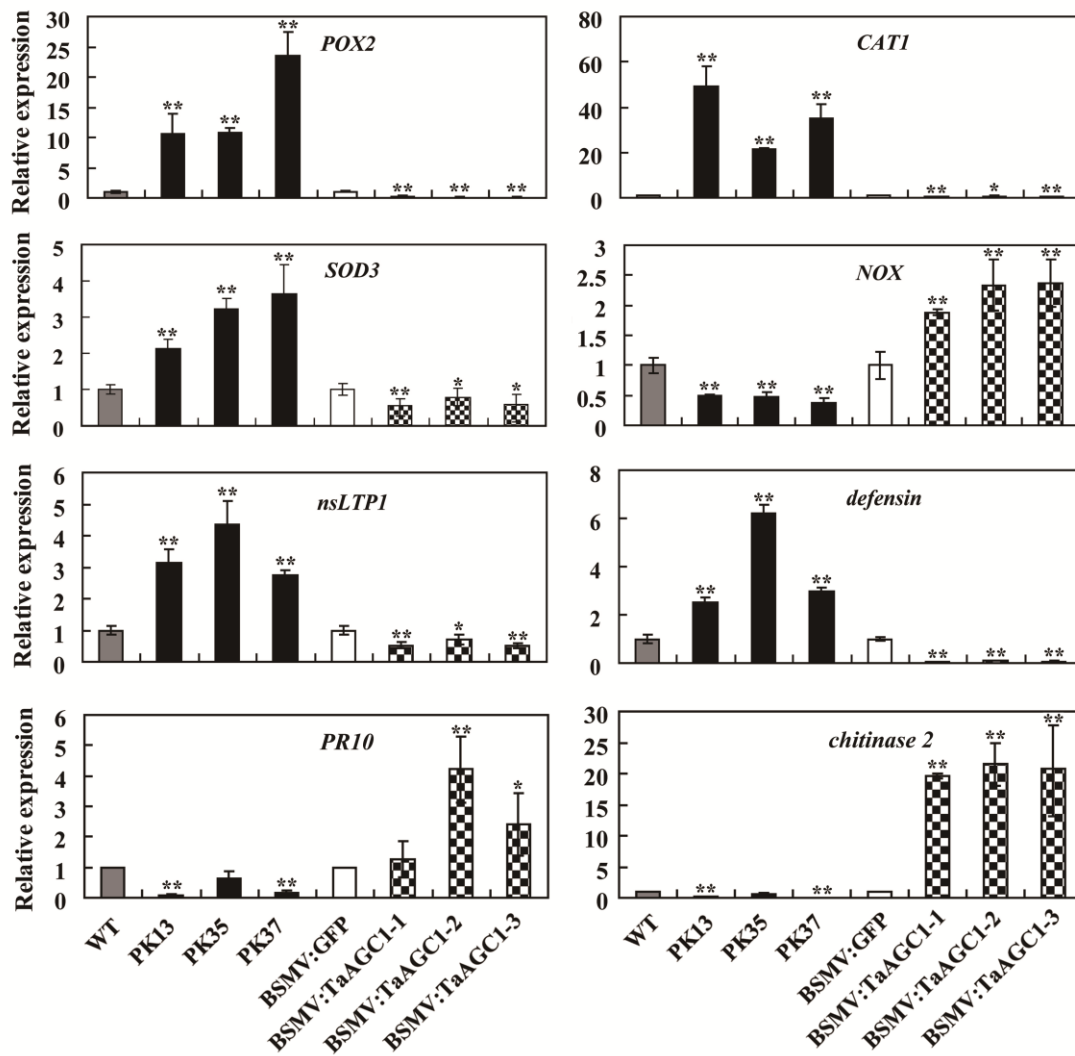 Relative expression
30
25
20
15
10
5
0
POX2
** ** ** ** ** **
80
60
40
20
0
CAT1
** ** ** ** * **
Relative expression
5
4
3
2
1
0
SOD3
** ** ** ** * *
3
2.5
2
1.5
1
0.5
0
NOX
** ** ** ** ** **
Relative expression
6
5
4
3
2
1
0
nsLTP1
** ** ** ** * **
8
6
4
2
0
defensin
** ** ** ** ** **
Relative expression
6
5
4
3
2
1
0
PR10
** ** ** *
30
25
20
15
10
5
0
chitinase 2
** ** ** ** **
WT
PK13
PK35
PK37
BSMV:GFP
BSMV:TaAGC1-1
BSMV:TaAGC1-2
BSMV:TaAGC1-3
WT
PK13
PK35
PK37
BSMV:GFP
BSMV:TaAGC1-1
BSMV:TaAGC1-2
BSMV:TaAGC1-3